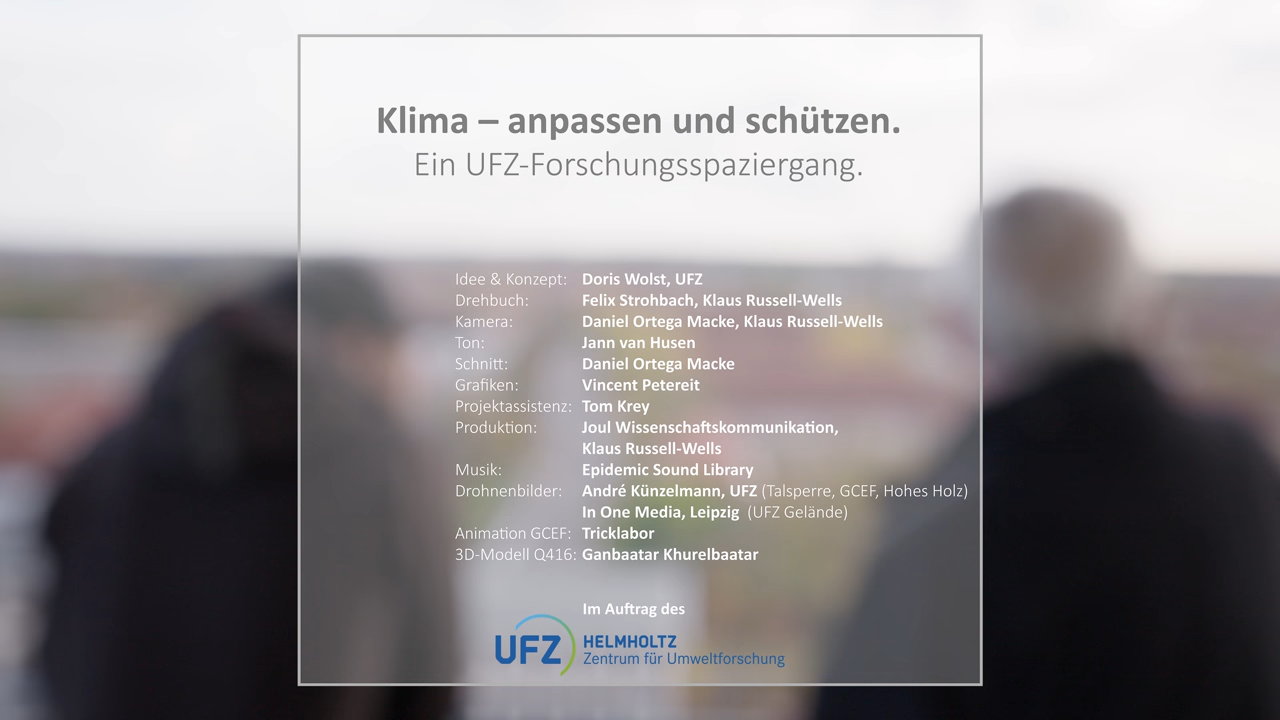 Klima – anpassen und schützen.
Ein UFZ-Forschungsspaziergang.
Idee & Konzept: Doris Wolst, UFZ
Drehbuch: Felix Strohbach, Klaus Russell-Wells
Kamera: Daniel Ortega Macke, Klaus Russell-Wells
Ton: Jann van Husen
Schnitt: Daniel Ortega Macke
Grafiken: Vincent Petereit
Projektassistenz: Tom Krey
Produktion: Joul Wissenschaftskommunikation,
Klaus Russell-Wells
Musik: Epidemic Sound Library
Drohnenbilder: André Künzelmann, UFZ (Talsperre, GCEF, Hohes Holz)
In One Media, Leipzig (UFZ Gelände)
Animation GCEF: Tricklabor
3D-Modell Q416: Ganbaatar Khurelbaatar
Im Auftrag des
UFZ HELMHOLTZ
Zentrum für Umweltforschung